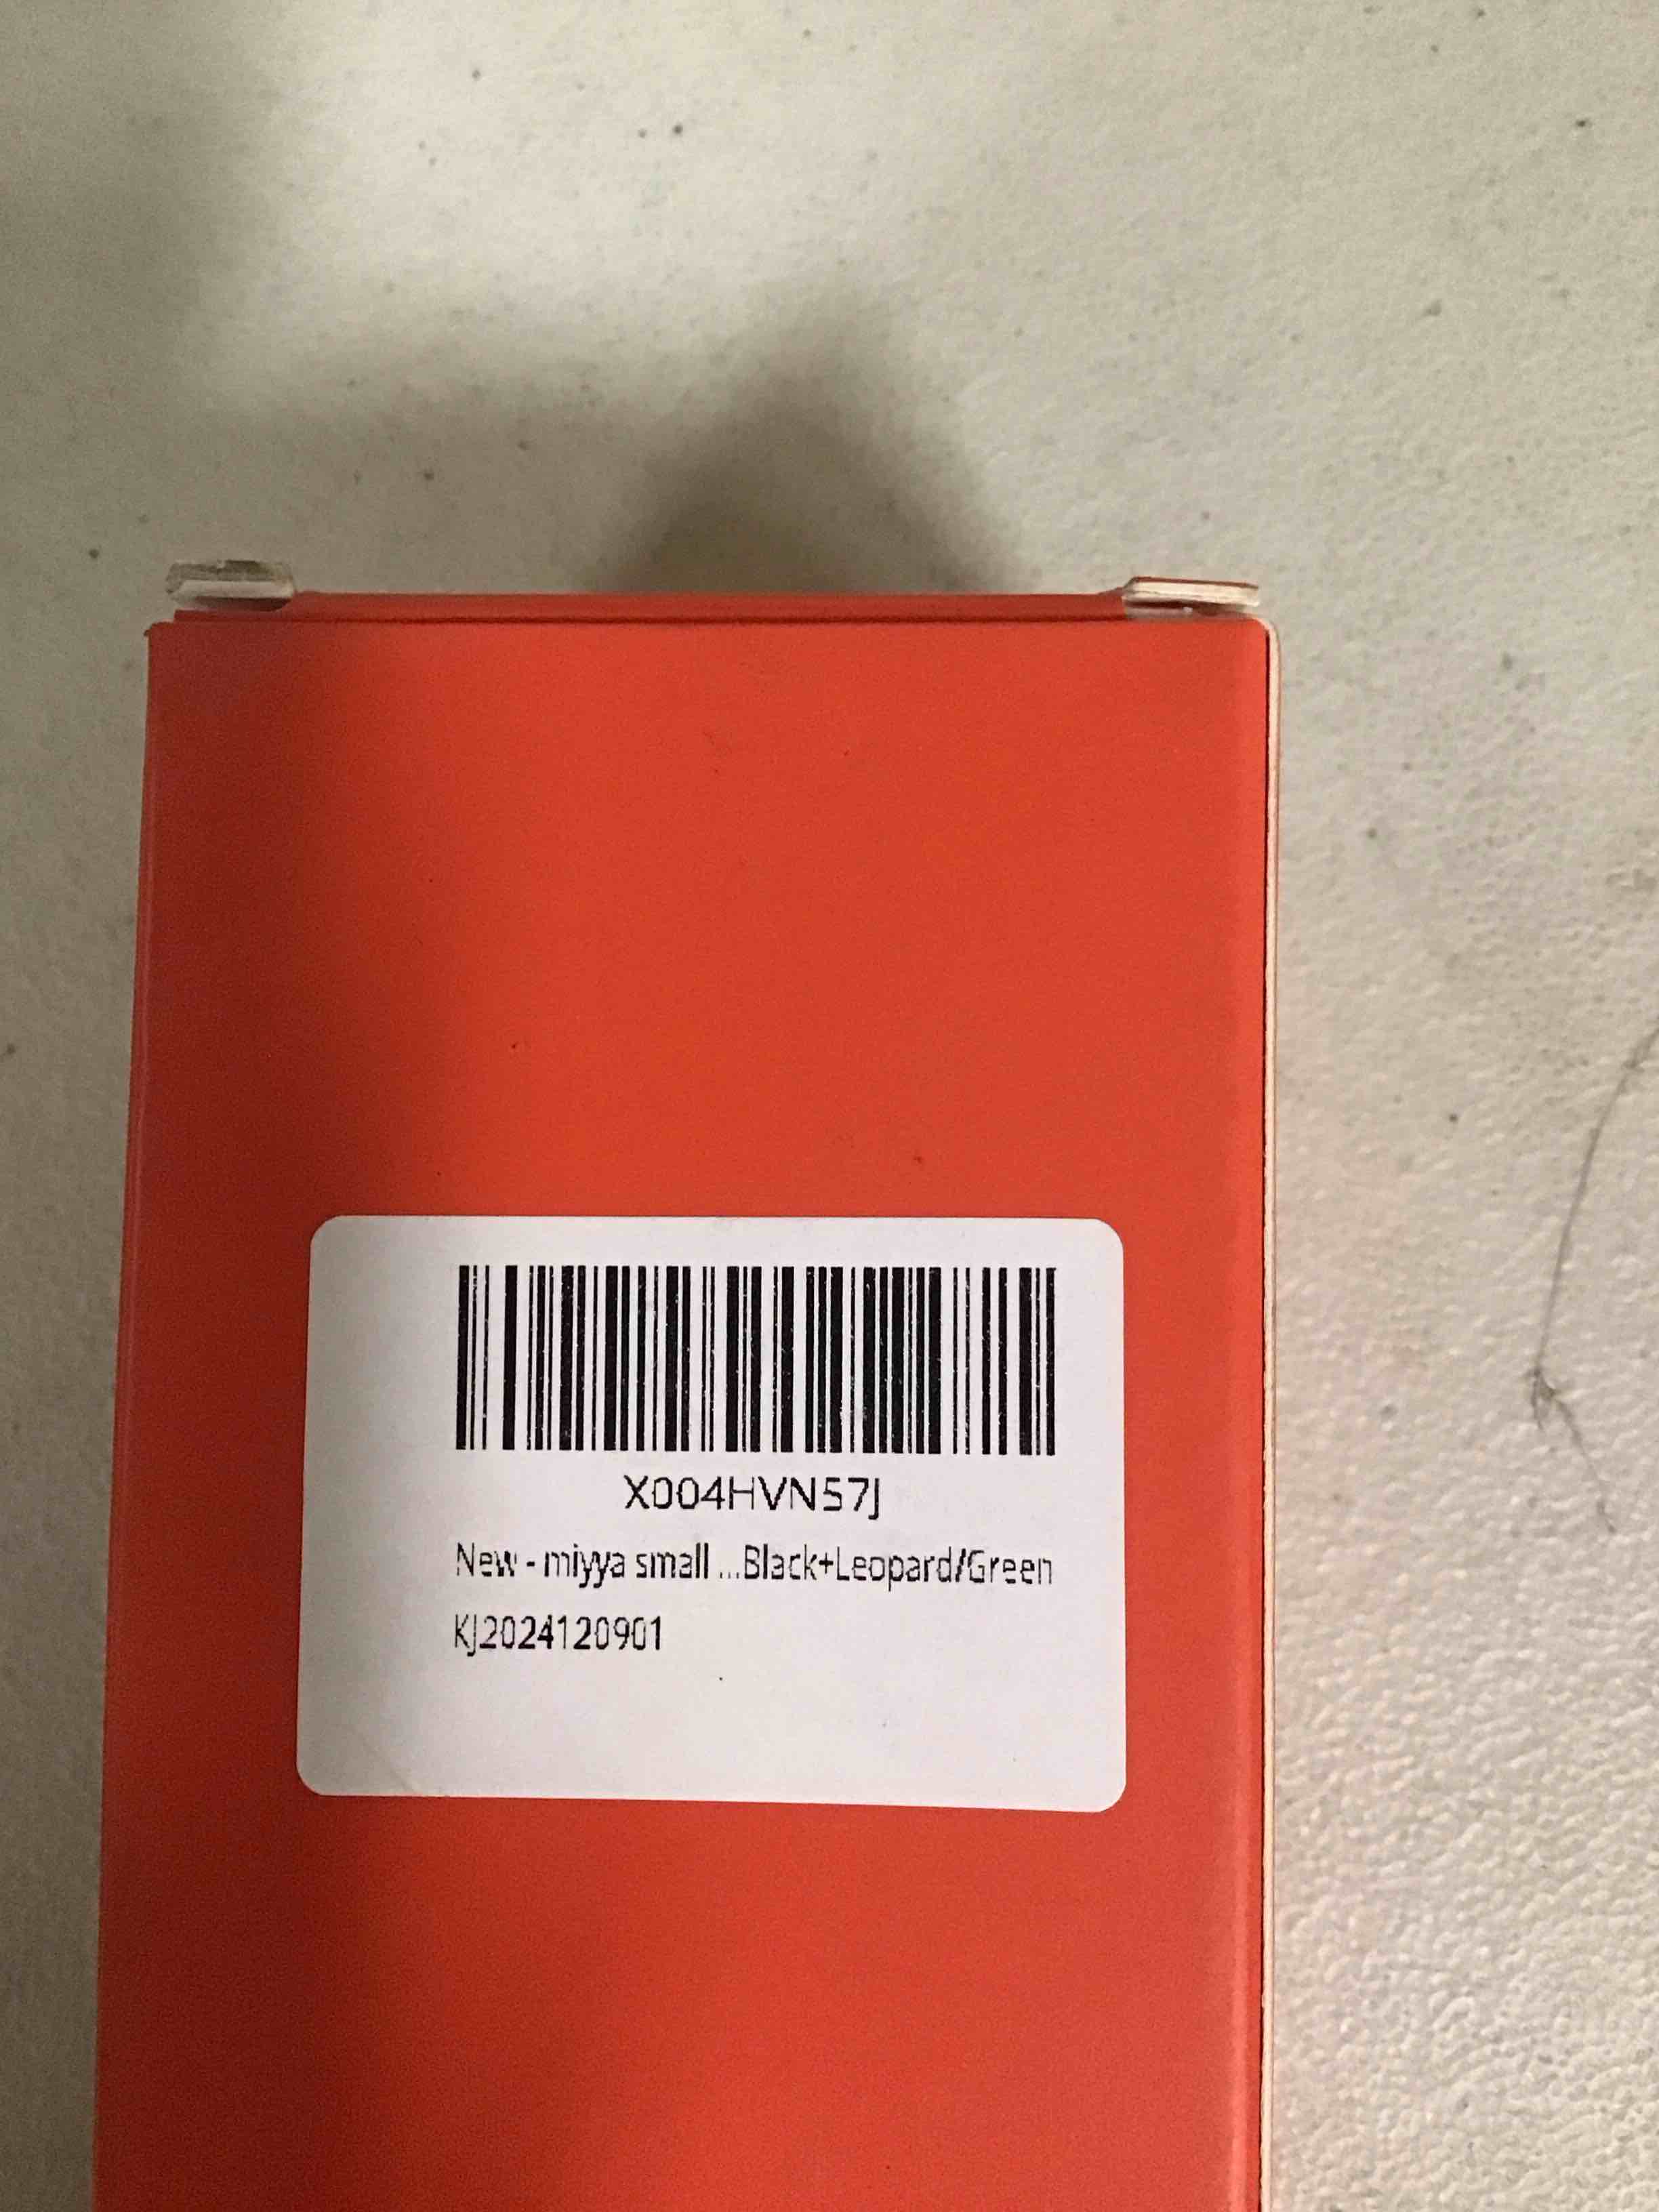 X004HVN57J
New - miyya small ...Black+Leopard/Green
KJ2024120901